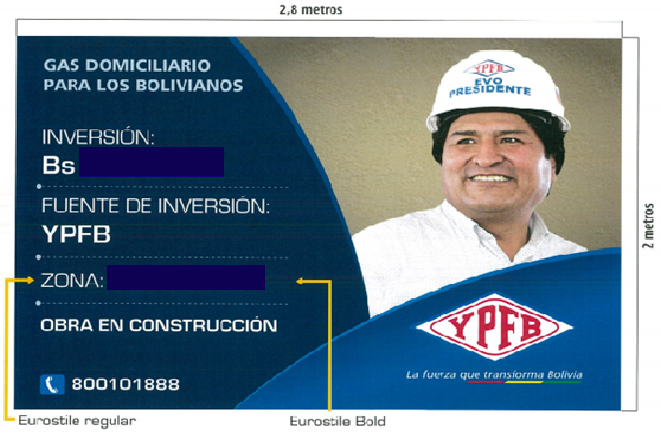 2,8 metros
GAS DOMICILIARIO
PARA LOS BOLIVIANOS
YPFB
EVO
PRESIDENTE
INVERSIÓN:
Bs
FUENTE DE INVERSIÓN:
YPFB
ZONA:
OBRA EN CONSTRUCCIÓN
800101888
YPFB
La fuerza que transforma Bolivia
2 metros
Eurostile regular
Eurostile Bold